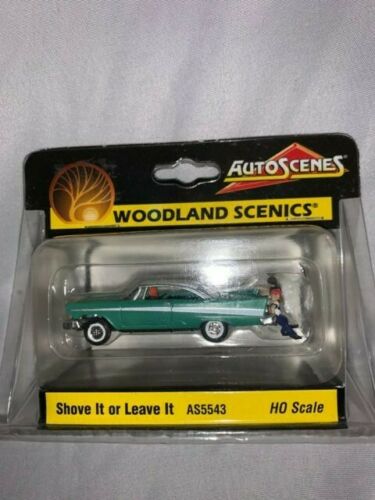 AUTOSCENES®
WOODLAND SCENICS®
Shove It or Leave It AS5543 HO Scale